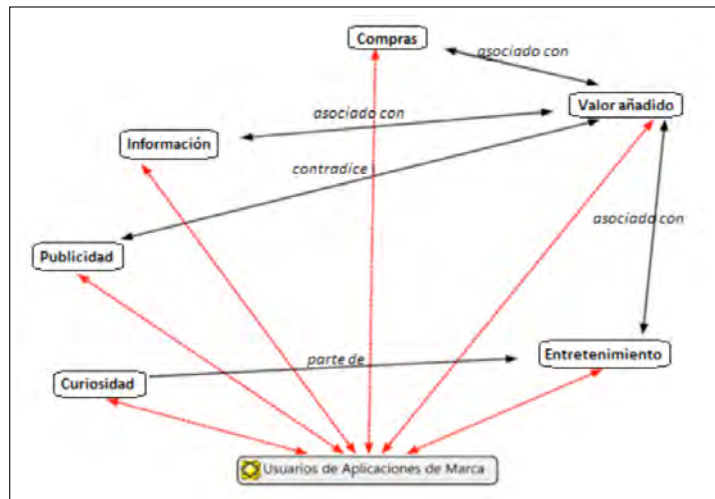 Compras
asociado con
Valor añadido
asociado con
Información
contradice
Publicidad
asociado con
Entretenimiento
parte de
Curiosidad
Usuarios de Aplicaciones de Marca